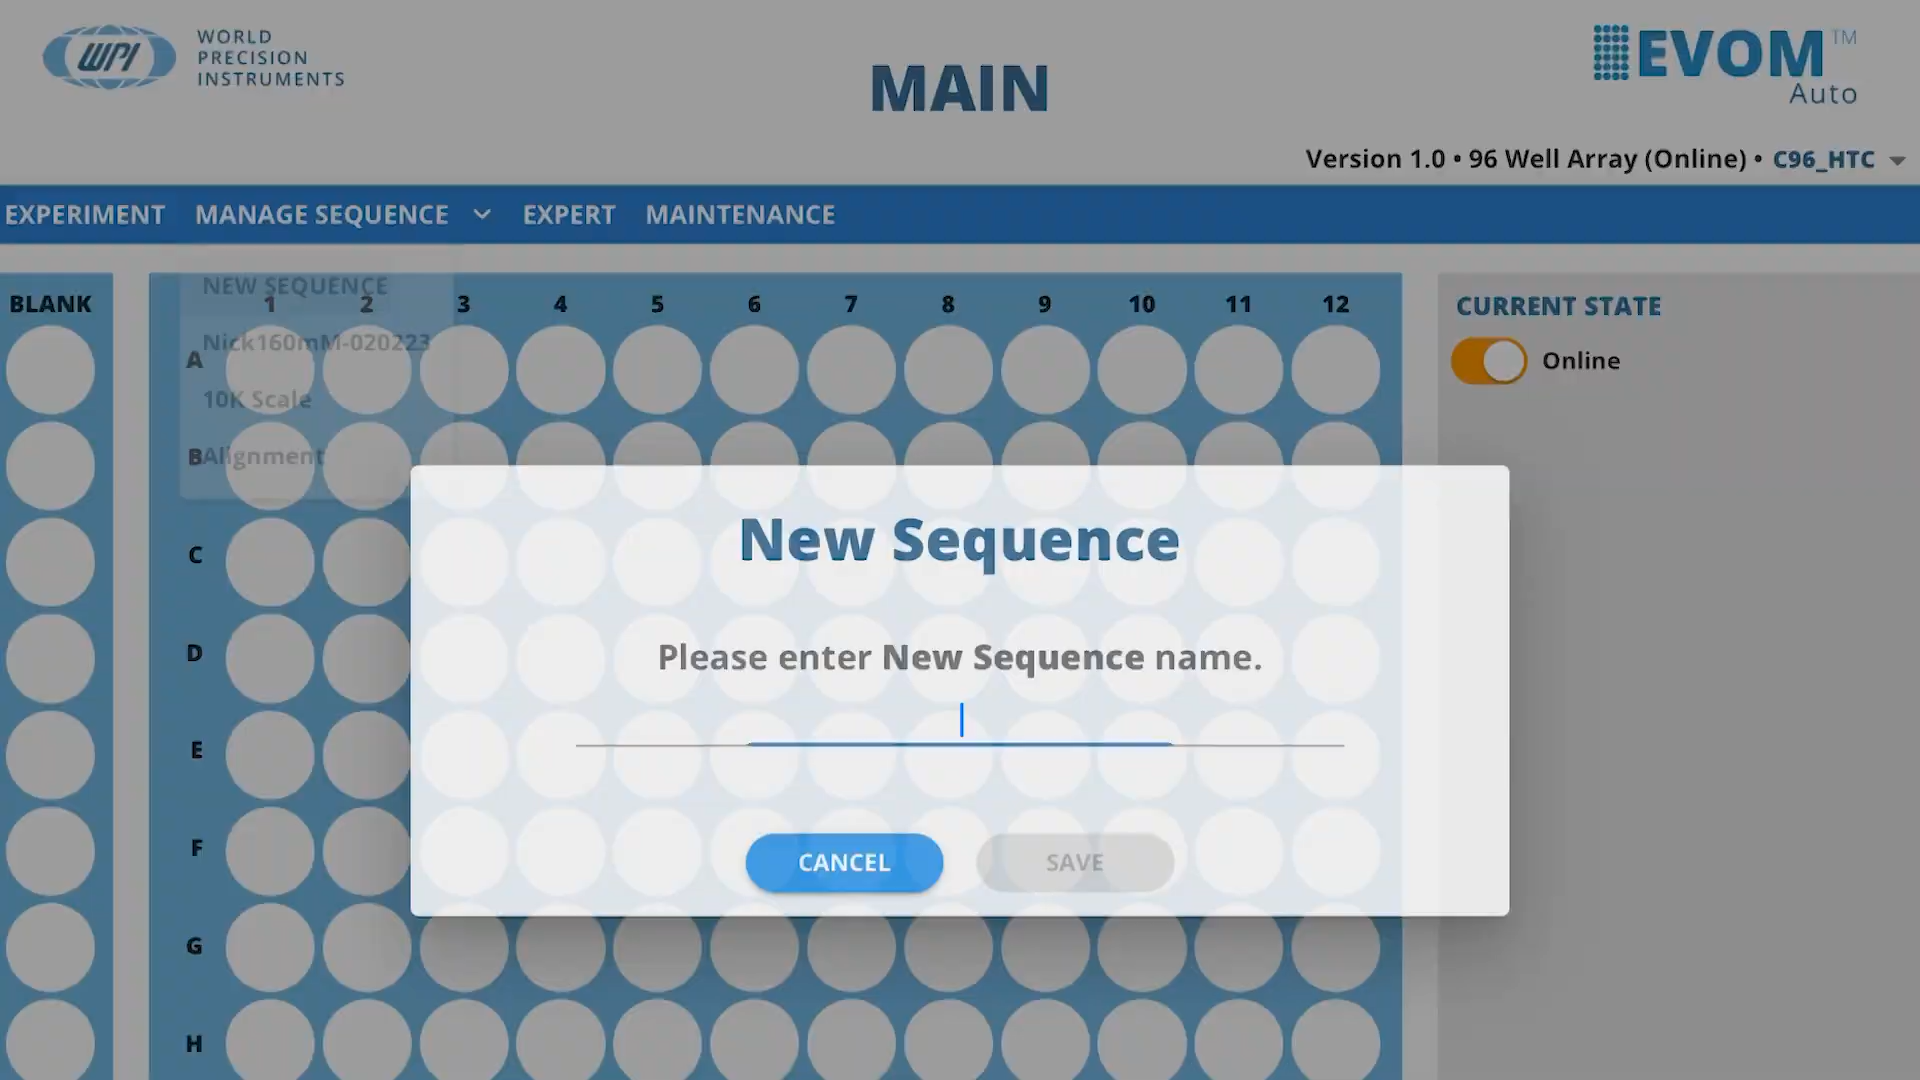 WPI
WORLD
PRECISION
INSTRUMENTS
MAIN
EVOM™
Auto
Version 1.0 • 96 Well Array (Online) • C96_HTC
EXPERIMENT MANAGE SEQUENCE EXPERT MAINTENANCE
NEW SEQUENCE
Nick160mM-020223
10K Scale
Alignment
BLANK
1 2 3 4 5 6 7 8 9 10 11 12
A
B
C
D
E
F
G
H
CURRENT STATE
Online
New Sequence
Please enter New Sequence name.
CANCEL SAVE